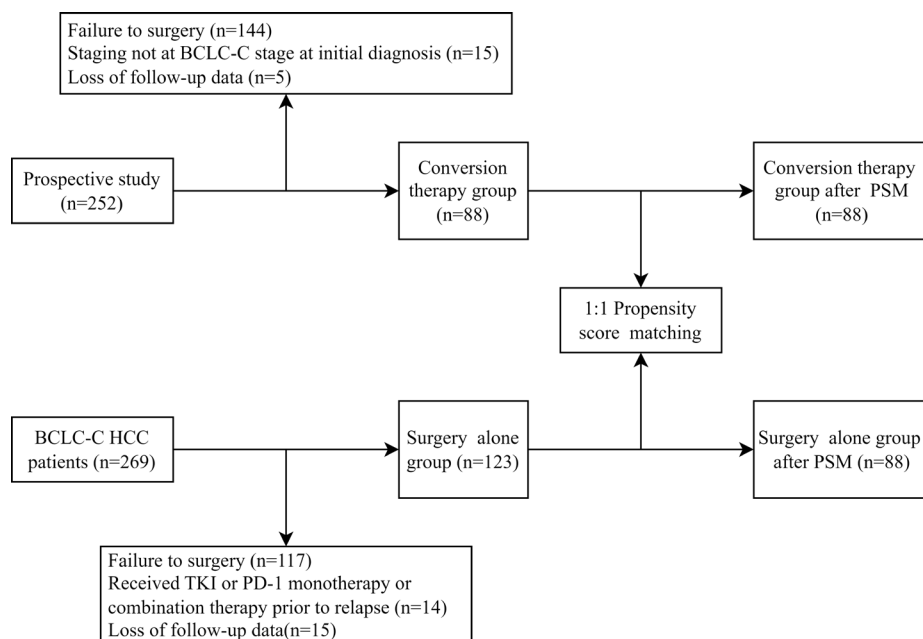 Failure to surgery (n=144)
Staging not at BCLC-C stage at initial diagnosis (n=15)
Loss of follow-up data (n=5)
Prospective study
(n=252)
Conversion
therapy group
(n=88)
Conversion therapy
group after PSM
(n=88)
1:1 Propensity
score matching
BCLC-C HCC
patients (n=269)
Surgery alone
group (n=123)
Surgery alone group
after PSM (n=88)
Failure to surgery (n=117)
Received TKI or PD-1 monotherapy or
combination therapy prior to relapse (n=14)
Loss of follow-up data(n=15)